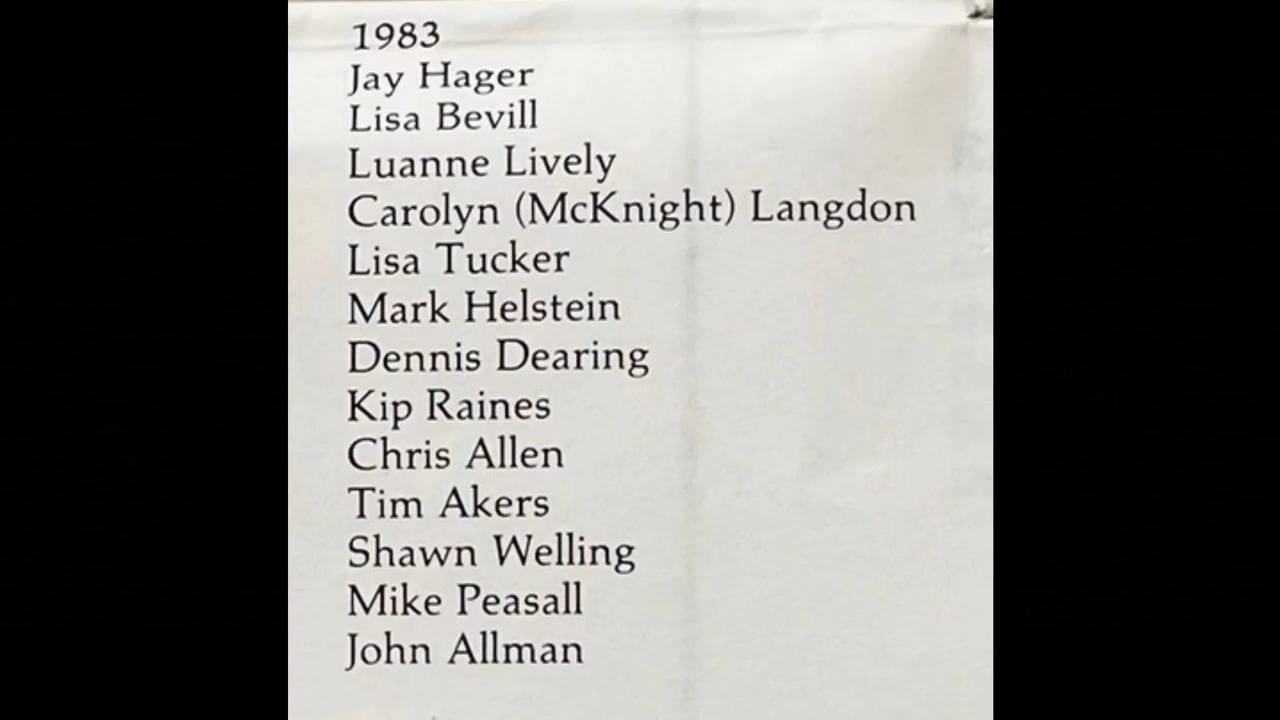 1983
Jay Hager
Lisa Bevill
Luanne Lively
Carolyn (McKnight) Langdon
Lisa Tucker
Mark Helstein
Dennis Dearing
Kip Raines
Chris Allen
Tim Akers
Shawn Welling
Mike Peasall
John Allman